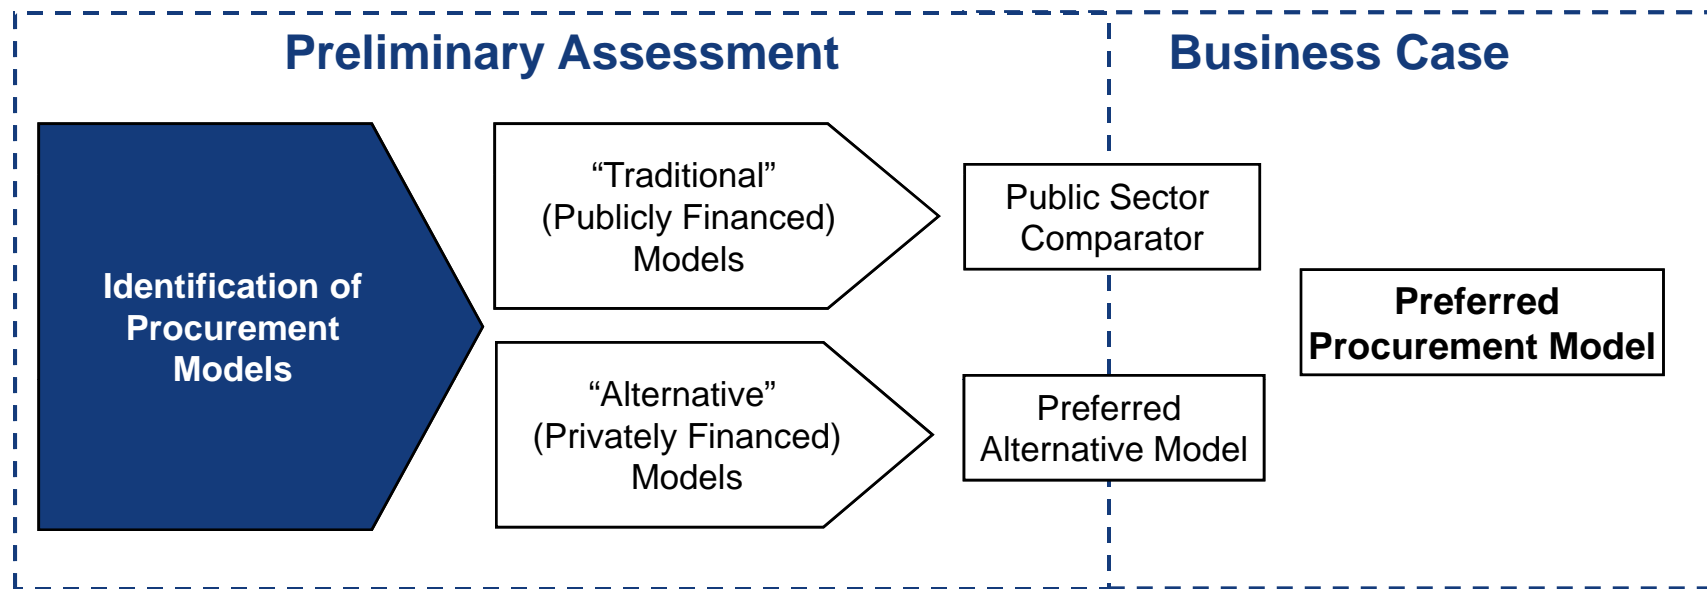 Preliminary Assessment
Business Case
Identification of
Procurement
Models
“Traditional”
(Publicly Financed)
Models
“Alternative”
(Privately Financed)
Models
Public Sector
Comparator
Preferred
Alternative Model
Preferred
Procurement Model